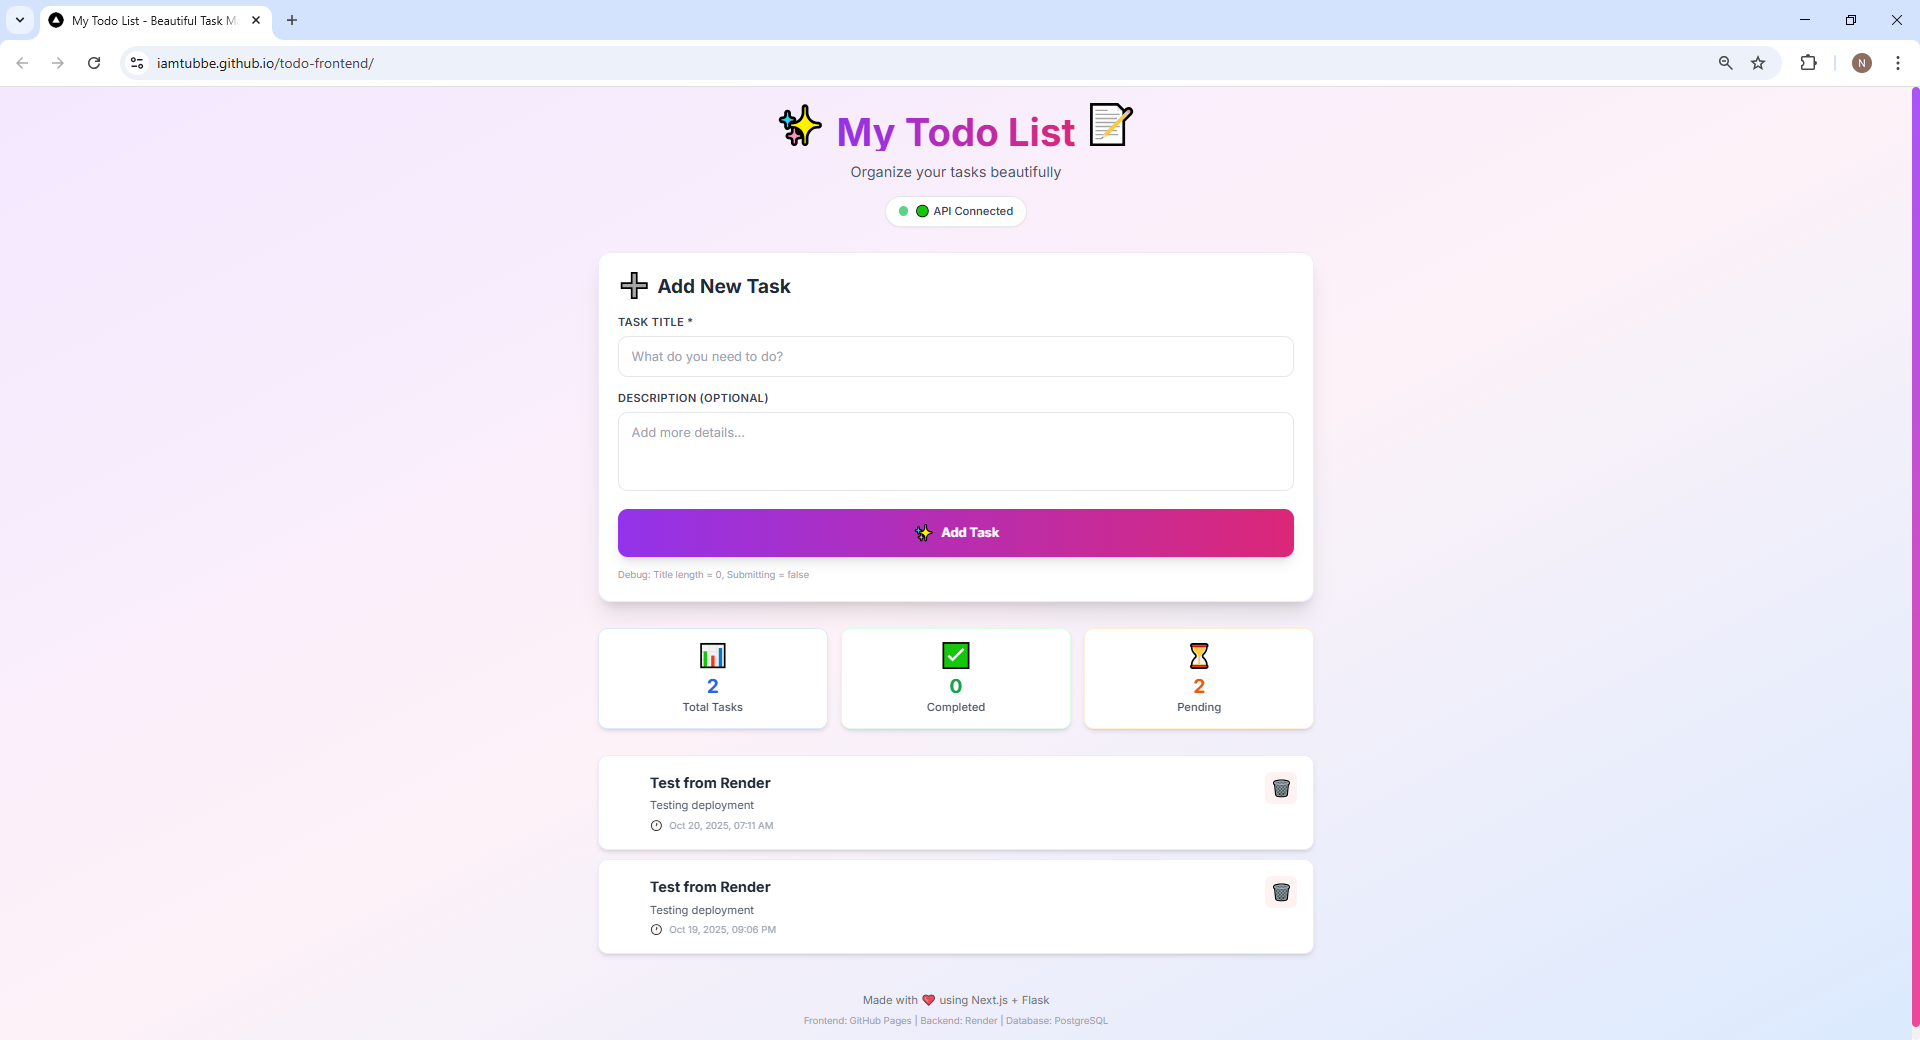 My Todo List - Beautiful Task M
iamtubbe.github.io/todo-frontend/
N
My Todo List
Organize your tasks beautifully
API Connected
Add New Task
TASK TITLE *
What do you need to do?
DESCRIPTION (OPTIONAL)
Add more details...
Add Task
Debug: Title length = 0, Submitting = false
2
Total Tasks
0
Completed
2
Pending
Test from Render
Testing deployment
Oct 20, 2025, 07:11 AM
Test from Render
Testing deployment
Oct 19, 2025, 09:06 PM
Made with ❤️ using Next.js + Flask
Frontend: GitHub Pages | Backend: Render | Database: PostgreSQL